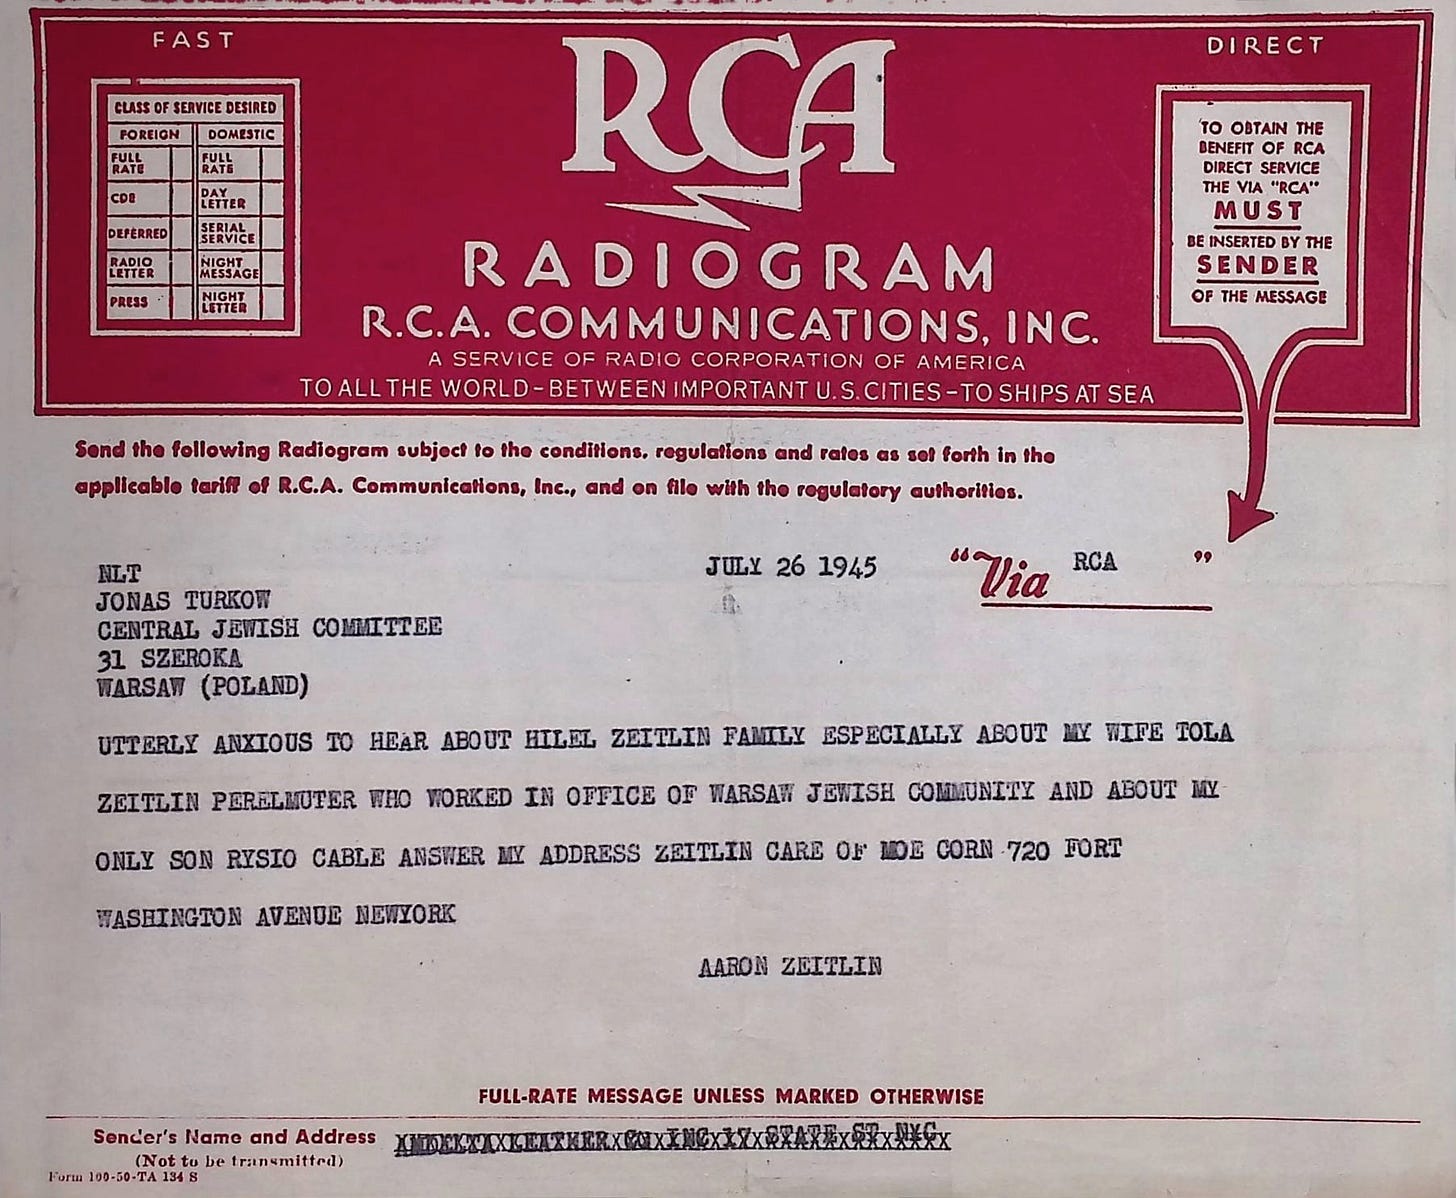 FAST
DIRECT
CLASS OF SERVICE DESIRED
FOREIGN DOMESTIC
FULL RATE FULL RATE
CDE DAY LETTER
DEFERRED SERIAL SERVICE
RADIO LETTER NIGHT MESSAGE
PRESS NIGHT LETTER
RCA
RADIOGRAM
R.C.A. COMMUNICATIONS, INC.
A SERVICE OF RADIO CORPORATION OF AMERICA
TO ALL THE WORLD-BETWEEN IMPORTANT U.S. CITIES-TO SHIPS AT SEA
TO OBTAIN THE
BENEFIT OF RCA
DIRECT SERVICE
THE VIA "RCA"
MUST
BE INSERTED BY THE
SENDER
OF THE MESSAGE
Send the following Radiogram subject to the conditions, regulations and rates as set forth in the
applicable tariff of R.C.A. Communications, Inc., and on file with the regulatory authorities.
JULY 26 1945 "Via RCA "
NLT
JONAS TURKOW
CENTRAL JEWISH COMMITTEE
31 SZEROKA
WARSAW (POLAND)
UTTERLY ANXIOUS TO HEAR ABOUT HILEL ZEITLIN FAMILY ESPECIALLY ABOUT MY WIFE TOLA
ZEITLIN PERELMUTER WHO WORKED IN OFFICE OF WARSAW JEWISH COMMUNITY AND ABOUT MY
ONLY SON RYSIO CABLE ANSWER MY ADDRESS ZEITLIN CARE OF MOE CORN 720 FORT
WASHINGTON AVENUE NEWYORK
AARON ZEITLIN
FULL-RATE MESSAGE UNLESS MARKED OTHERWISE
Sender's Name and Address LEATHER INC 17 STATE ST NYC
(Not to be transmitted)
Form 100-50-TA 134 S